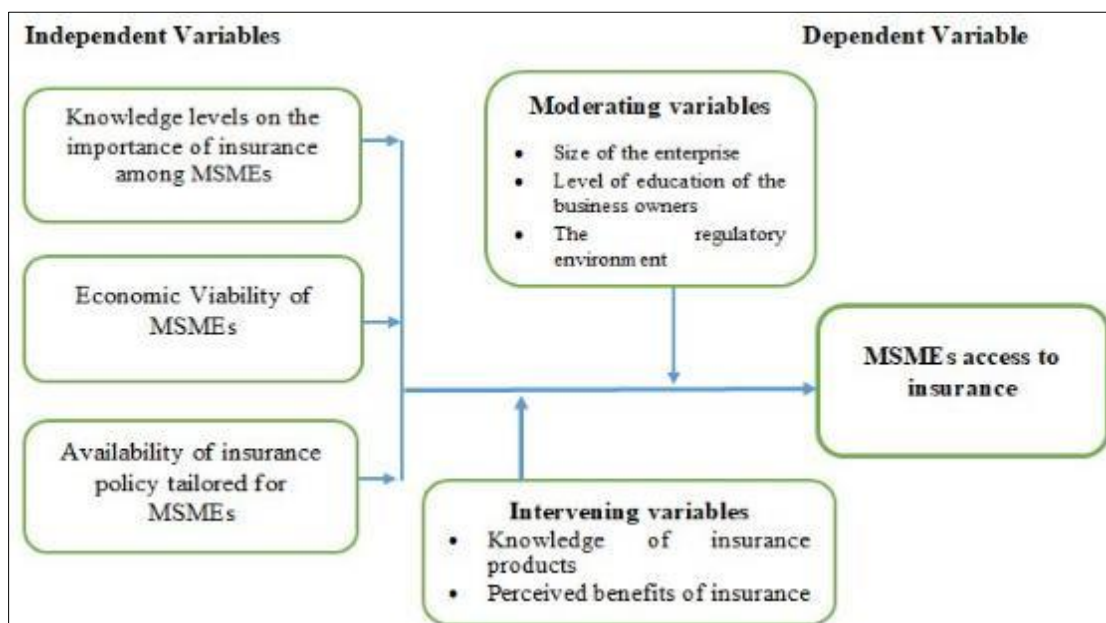 Independent Variables
Dependent Variable
Knowledge levels on the
importance of insurance
among MSMEs
Economic Viability of
MSMEs
Availability of insurance
policy tailored for
MSMEs
Moderating variables
• Size of the enterprise
• Level of education of the
business owners
• The regulatory
environment
MSMEs access to
insurance
Intervening variables
• Knowledge of insurance
products
• Perceived benefits of insurance